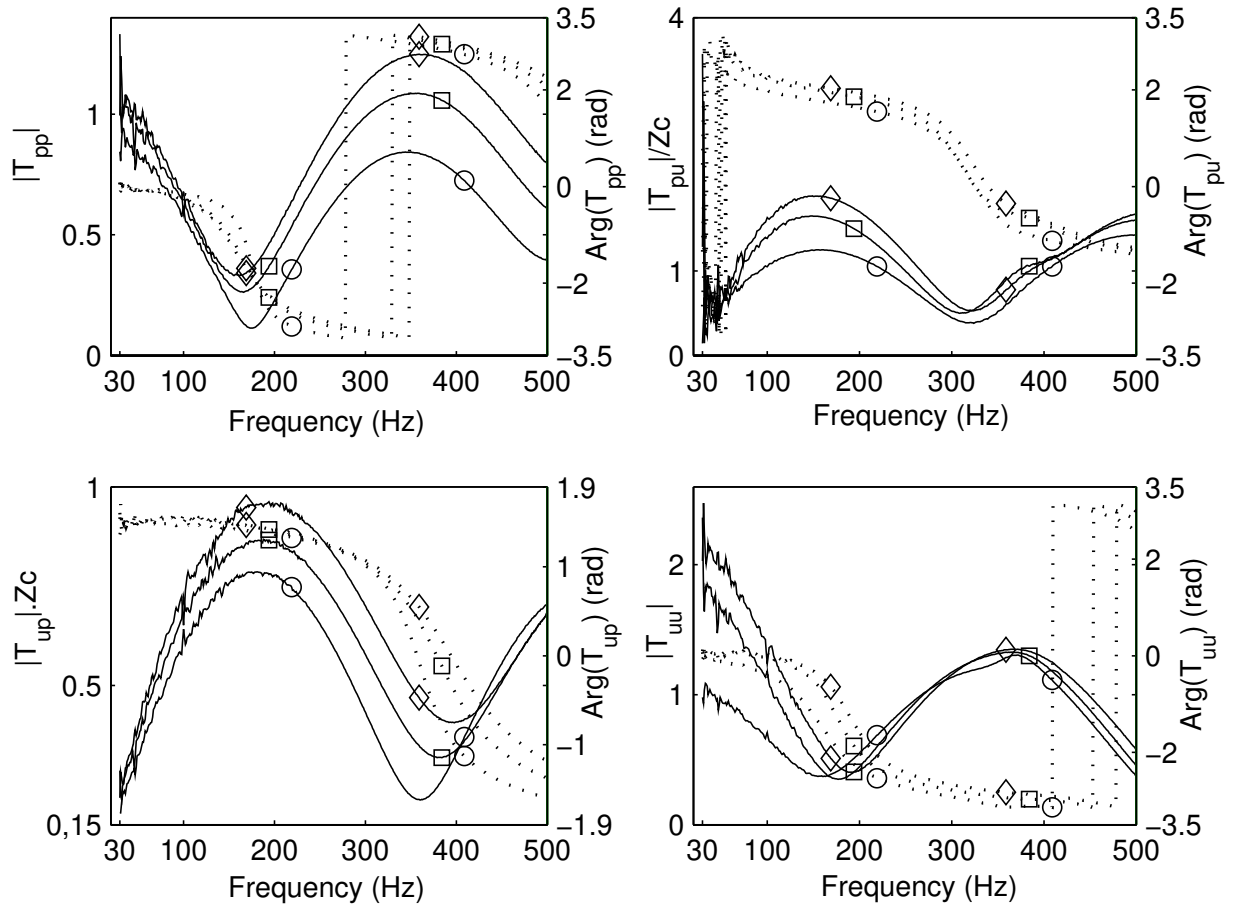 3.5
2
0
−2
−3.5
1
0.5
0
|T_pp|
Arg(T_pp) (rad)
30 100 200 300 400 500
Frequency (Hz)
4
3
2
1
0
|T_pu|/Zc
3.5
2
0
−2
−3.5
Arg(T_pu) (rad)
30 100 200 300 400 500
Frequency (Hz)
1
0.5
0,15
|T_up|.Zc
1.9
1
0
−1
−1.9
Arg(T_up) (rad)
30 100 200 300 400 500
Frequency (Hz)
2
1
0
|T_uu|
3.5
2
0
−2
−3.5
Arg(T_uu) (rad)
30 100 200 300 400 500
Frequency (Hz)